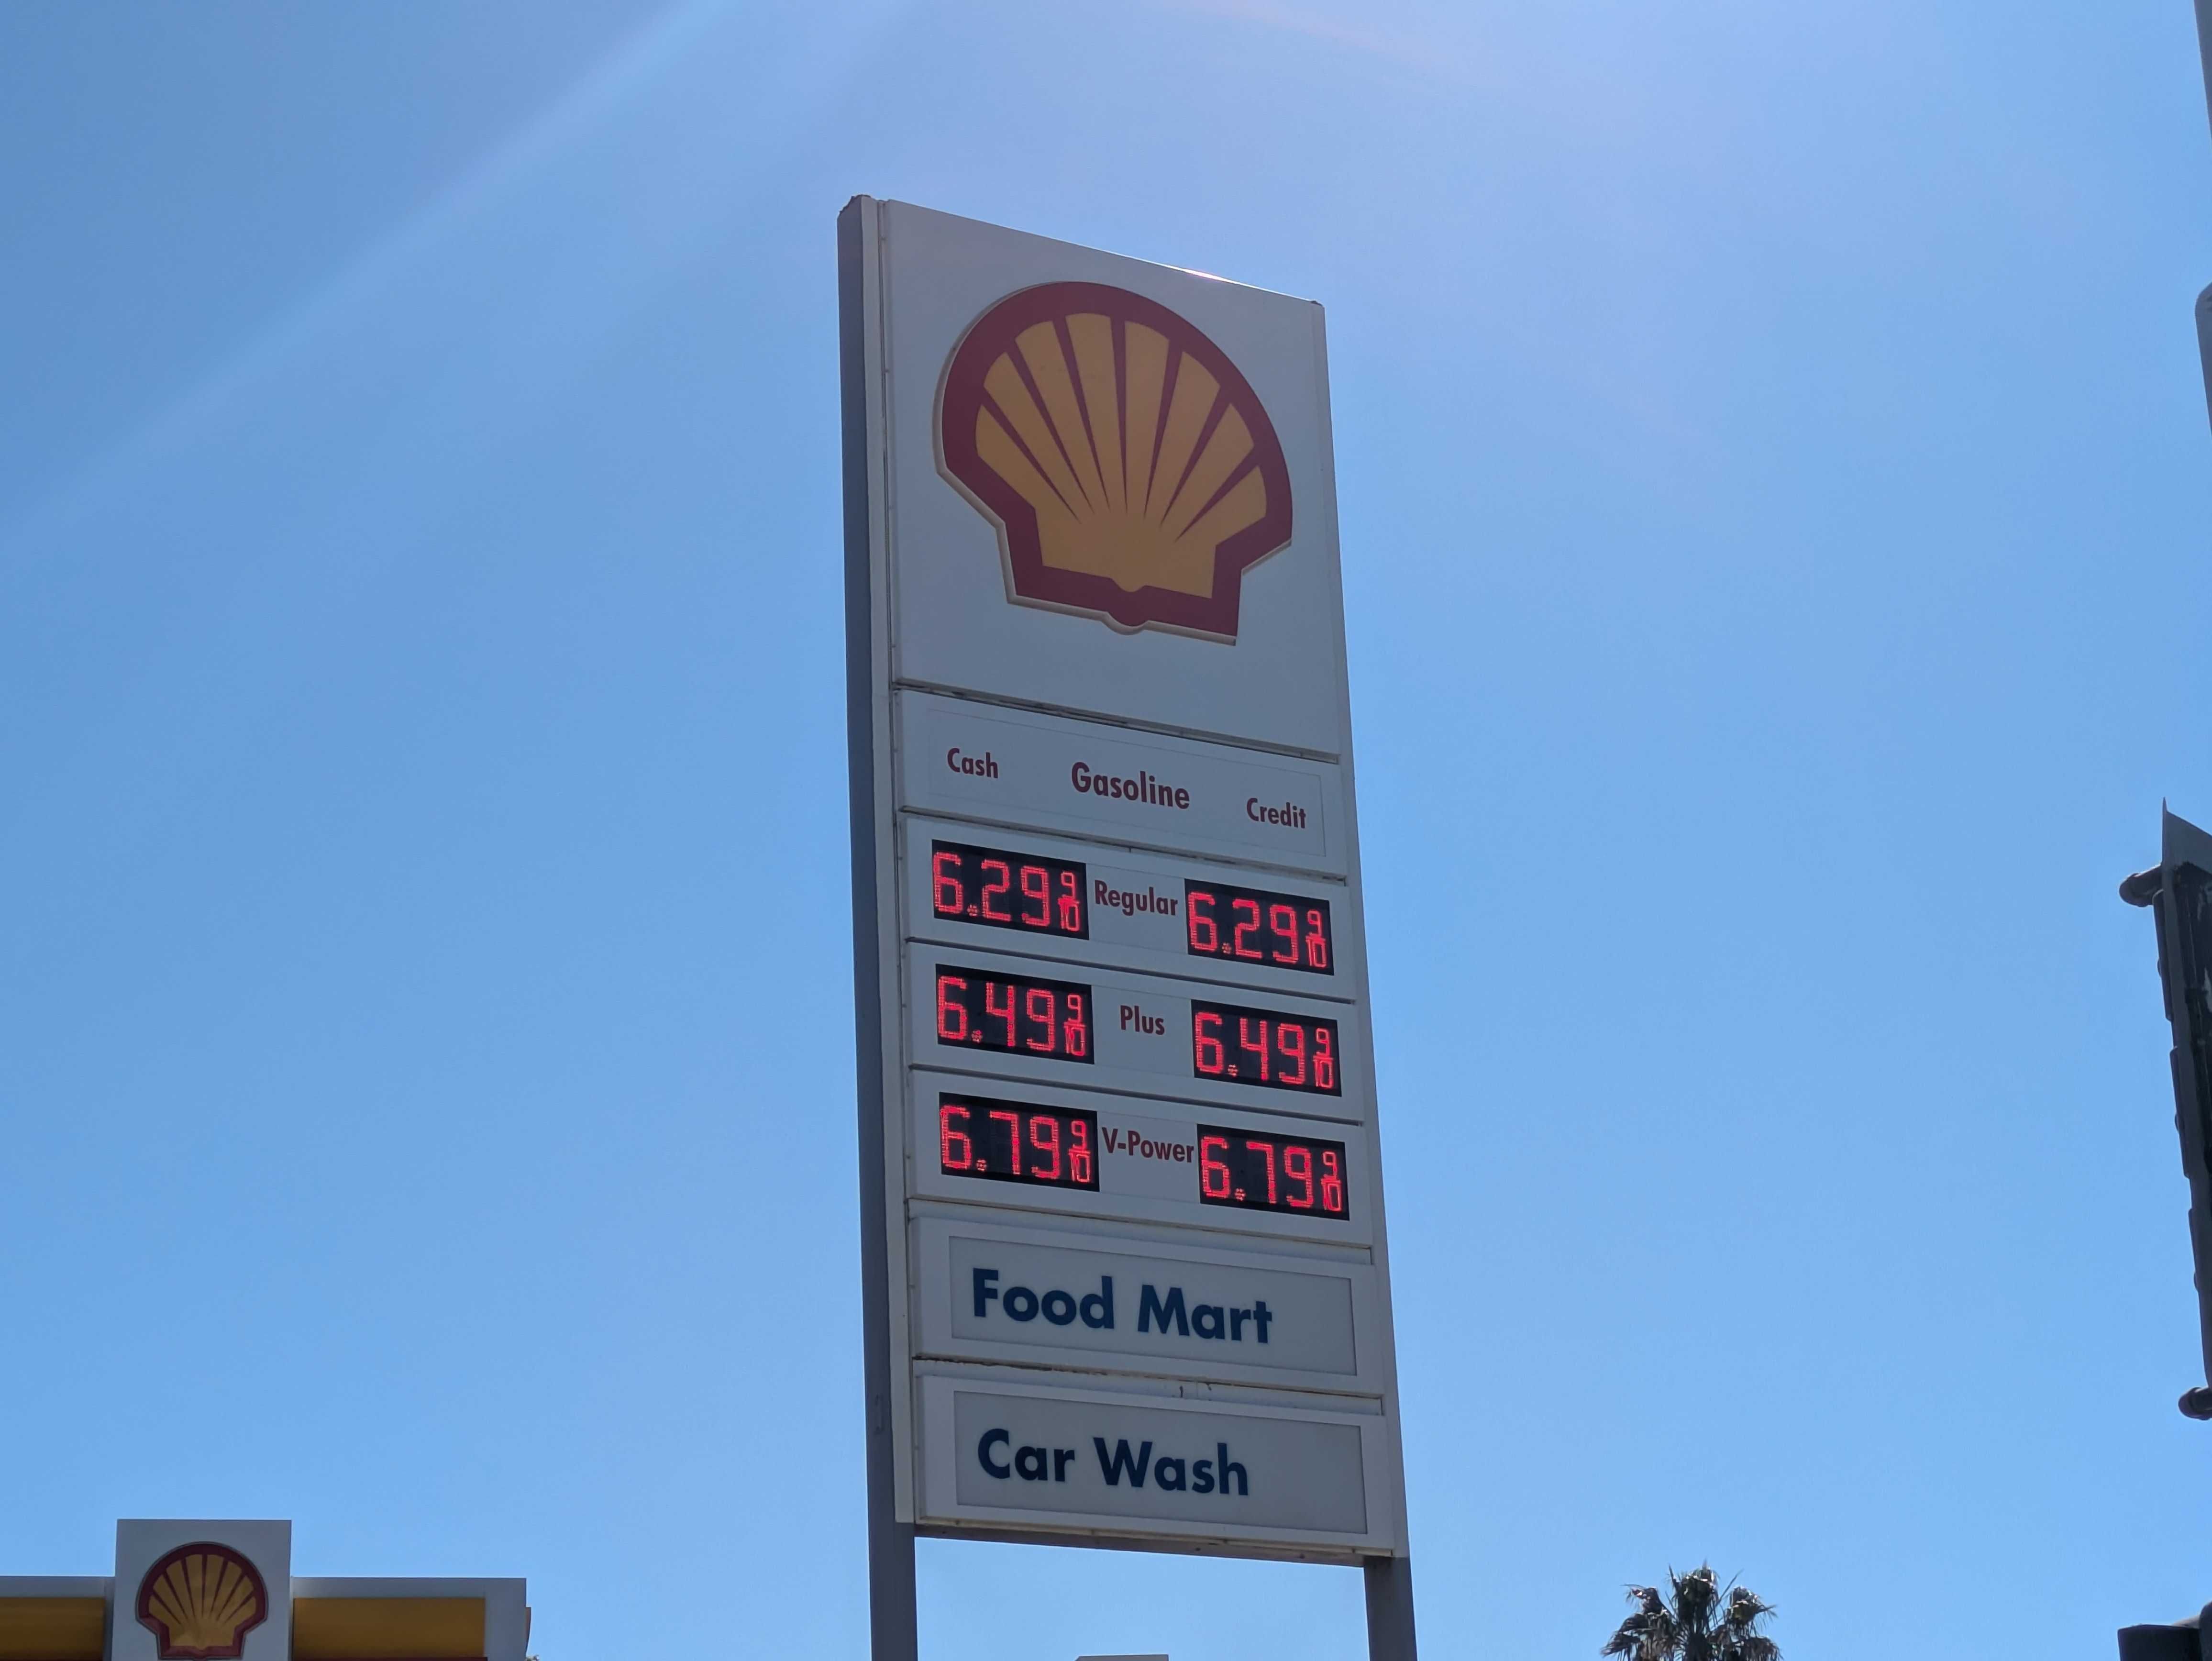 Cash Gasoline Credit
6.29 9/10 Regular 6.29 9/10
6.49 9/10 Plus 6.49 9/10
6.79 9/10 V-Power 6.79 9/10
Food Mart
Car Wash